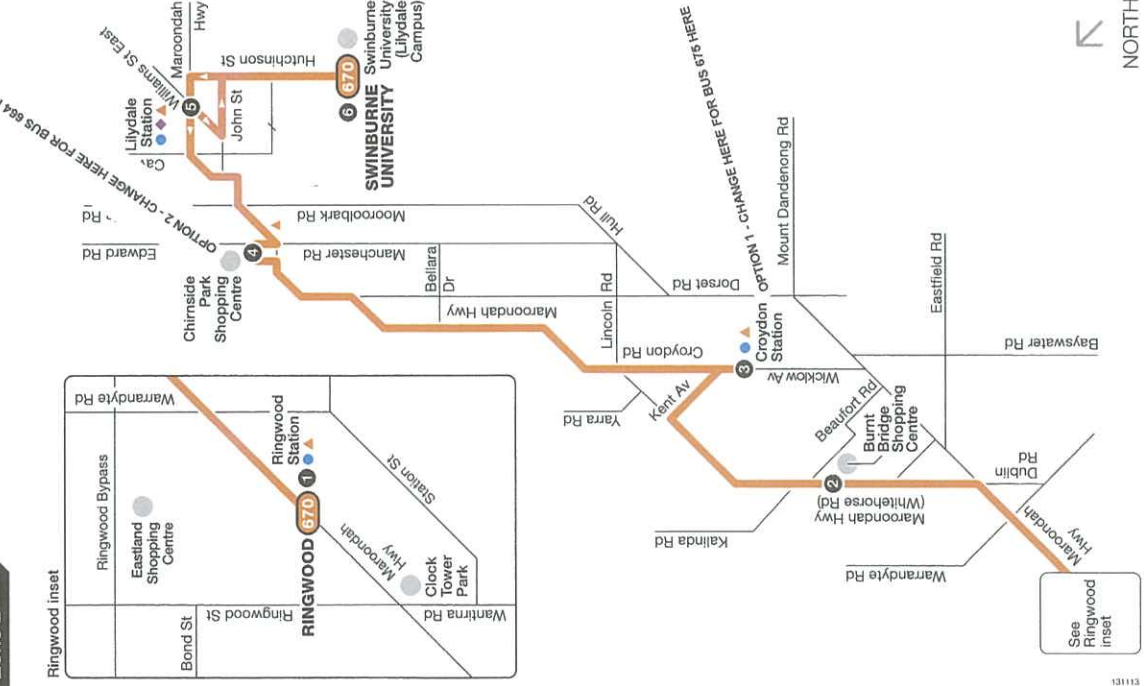 Maroondah
Hwy
Williams St East
Hutchinson St
670
Swinburne
University
(Lilydale
Campus)
6
SWINBURNE
UNIVERSITY
Lilydale
Station
5
John St
OPTION 2 - CHANGE HERE FOR BUS 664
Rd
Mooroolbark Rd
Edward Rd
4
Manchester Rd
Chirnside
Park
Shopping
Centre
Bellara
Dr
Hull Rd
Maroondah Hwy
Lincoln
Rd
Dorset Rd
OPTION 1 - CHANGE HERE FOR BUS 675 HERE
Mount Dandenong Rd
Croydon Rd
3
Croydon
Station
Wicklow Av
Eastfield Rd
Bayswater Rd
Yarra Rd
Kent Av
Beaufort Rd
2
Burnt
Bridge
Shopping
Centre
Maroondah Hwy
(Whitehorse Rd)
Dublin
Rd
Kalinda Rd
Warrandyte Rd
Maroondah
Hwy
See
Ringwood
inset
NORTH
Ringwood inset
Warrandyte Rd
Ringwood Bypass
Eastland
Shopping
Centre
Ringwood
Station
1
670
RINGWOOD
Station St
Maroondah
Hwy
Clock
Tower
Park
Bond St
Ringwood St
Wantirna Rd
131113